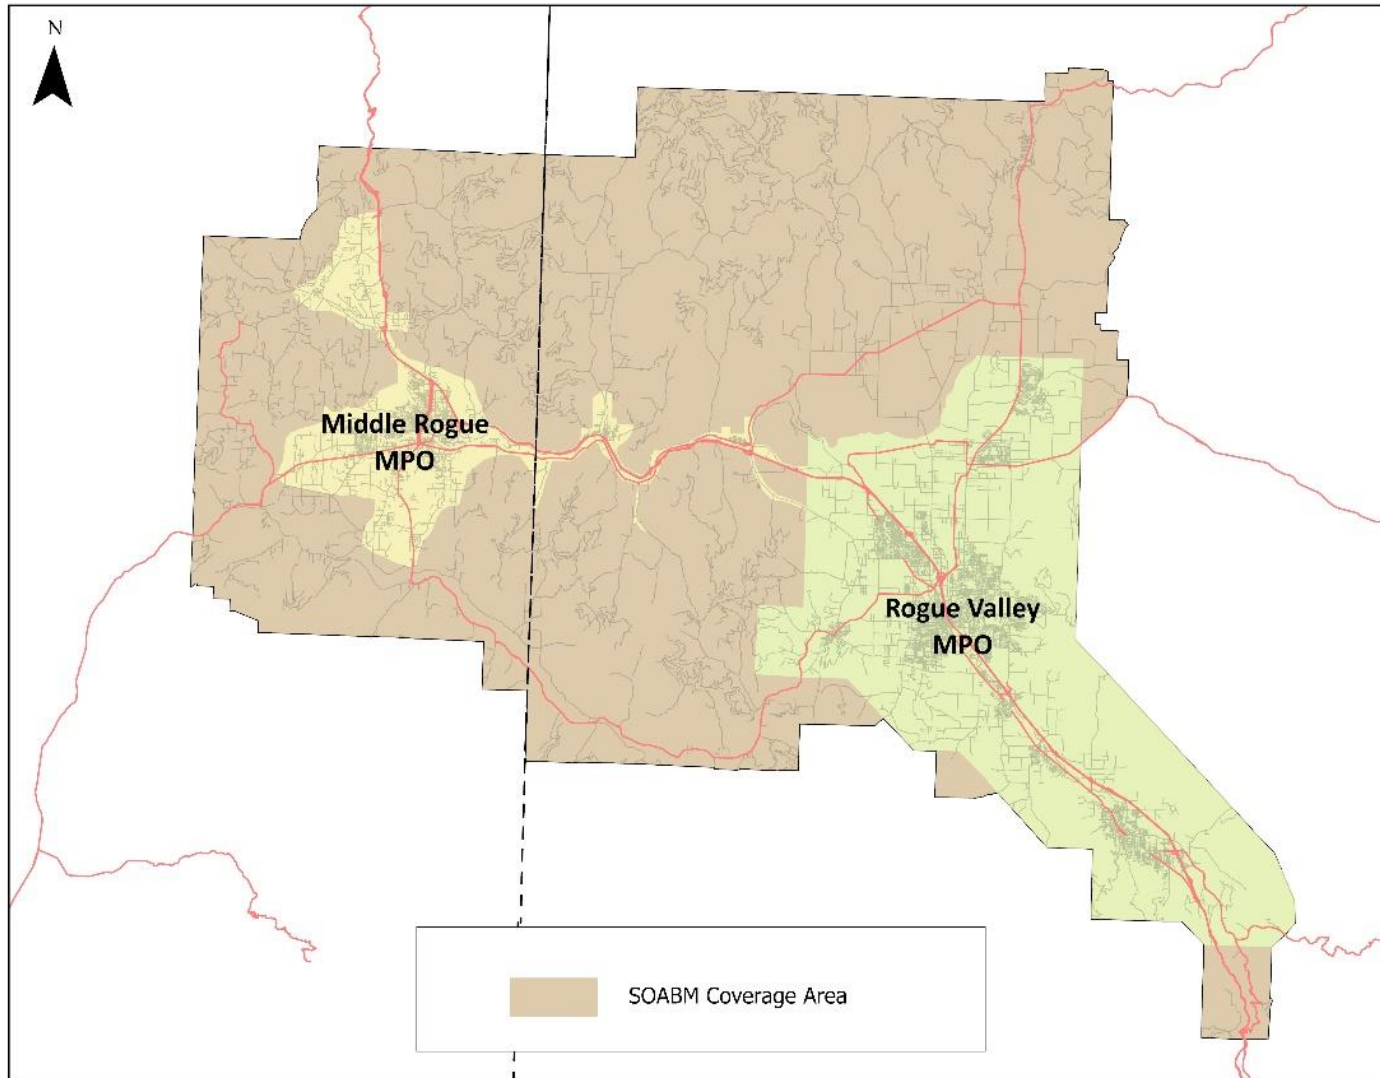 N
Middle Rogue
MPO
Rogue Valley
MPO
SOABM Coverage Area